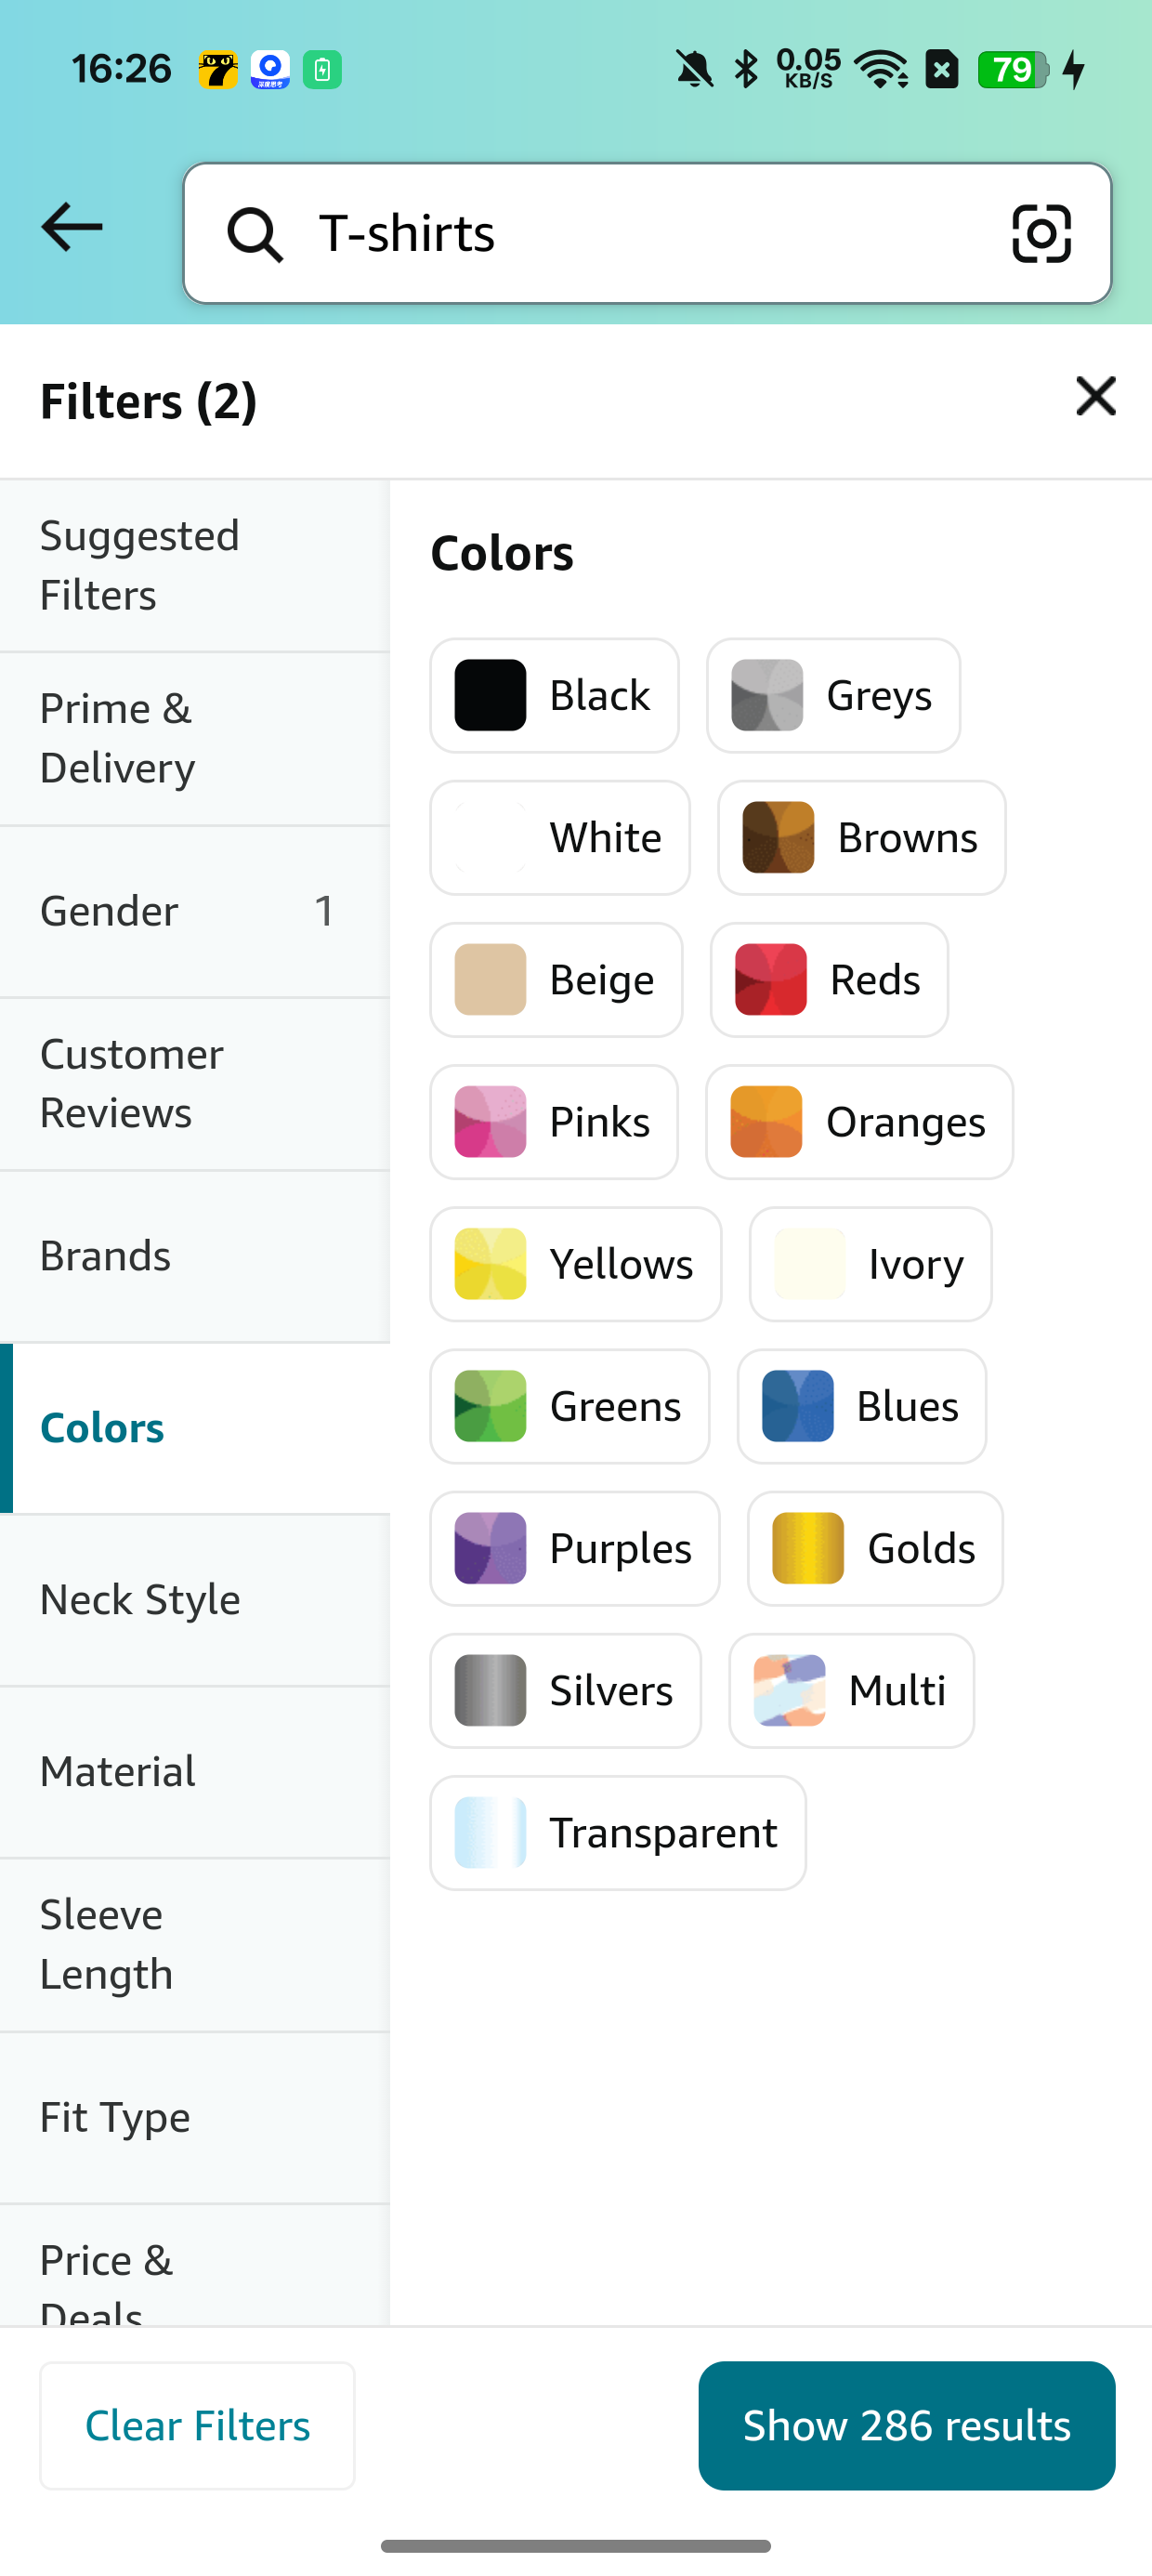 16:26
0.05
KB/S
79
T-shirts
Filters (2)
Suggested
Filters
Prime &
Delivery
Gender 1
Customer
Reviews
Brands
Colors
Neck Style
Material
Sleeve
Length
Fit Type
Price &
Deals
Colors
Black
Greys
White
Browns
Beige
Reds
Pinks
Oranges
Yellows
Ivory
Greens
Blues
Purples
Golds
Silvers
Multi
Transparent
Clear Filters
Show 286 results